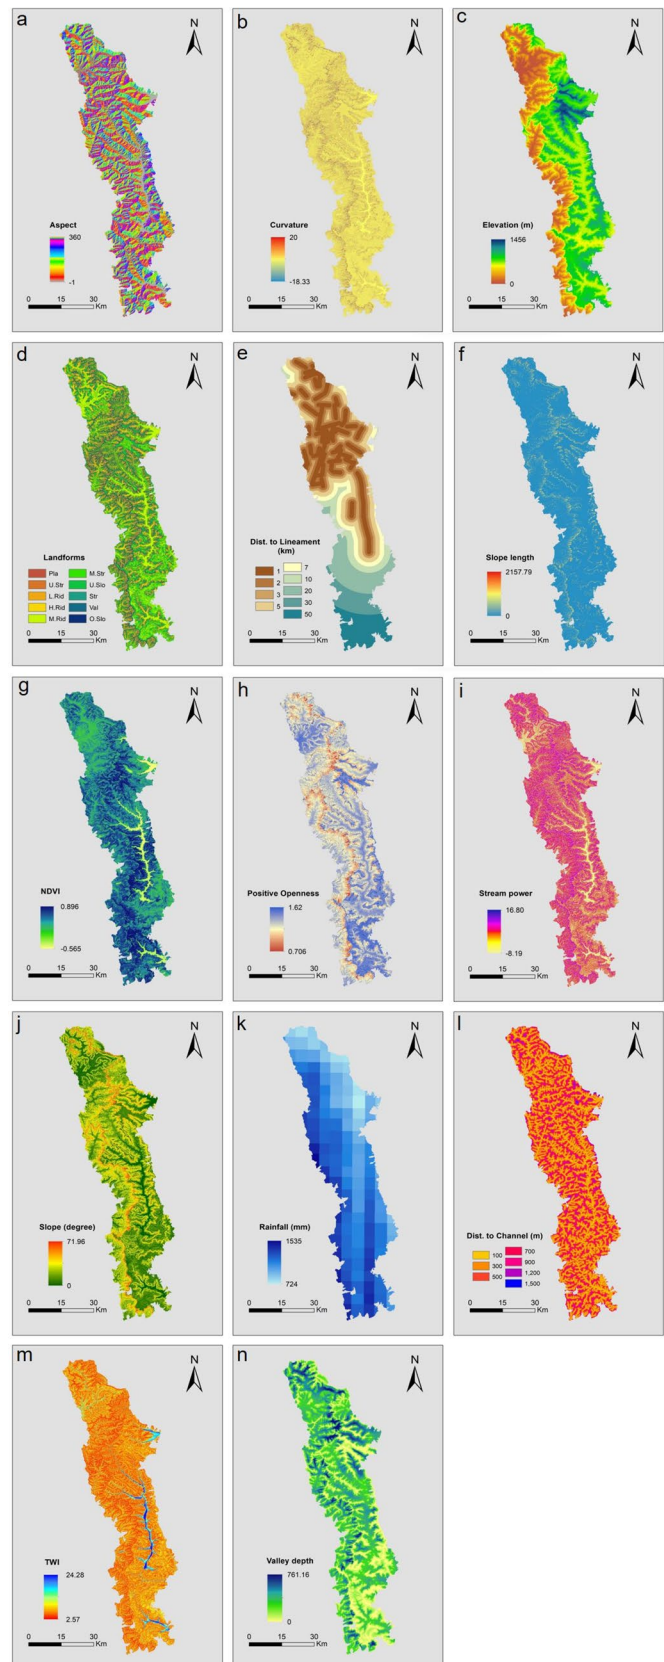 a
N
Aspect
360
-1
0 15 30
Km
b
N
Curvature
20
-18.33
0 15 30
Km
c
N
Elevation (m)
1456
0
0 15 30
Km
d
N
Landforms
Pla M.Str
U.Str U.Slo
L.Rid Str
H.Rid Val
M.Rid O.Slo
0 15 30
Km
e
N
Dist. to Lineament
(km)
1 7
2 10
3 20
5 30
50
0 15 30
Km
f
N
Slope length
2157.79
0
0 15 30
Km
g
N
NDVI
0.896
-0.565
0 15 30
Km
h
N
Positive Openness
1.62
0.706
0 15 30
Km
i
N
Stream power
16.80
-8.19
0 15 30
Km
j
N
Slope (degree)
71.96
0
0 15 30
Km
k
N
Rainfall (mm)
1535
724
0 15 30
Km
l
N
Dist. to Channel (m)
100 700
300 900
500 1,200
1,500
0 15 30
Km
m
N
TWI
24.28
2.57
0 15 30
Km
n
N
Valley depth
761.16
0
0 15 30
Km